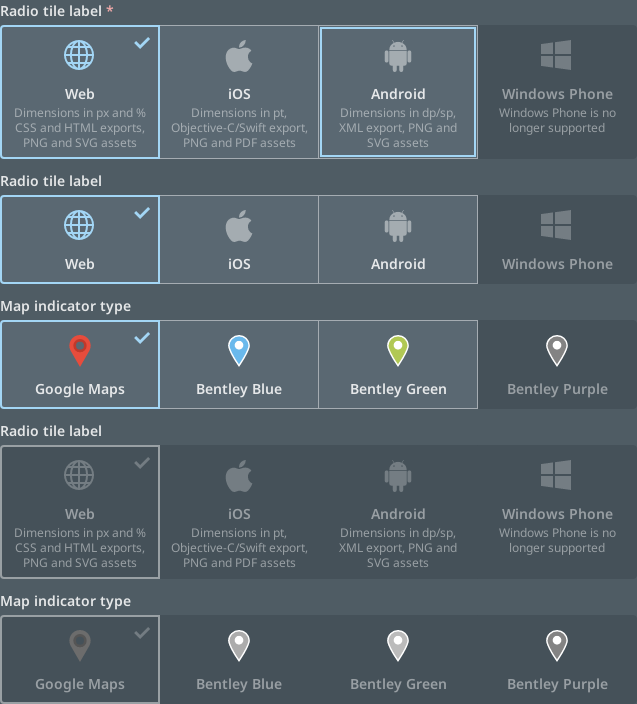 Radio tile label *
Web
Dimensions in px and %
CSS and HTML exports,
PNG and SVG assets
iOS
Dimensions in pt,
Objective-C/Swift export,
PNG and PDF assets
Android
Dimensions in dp/sp,
XML export, PNG and
SVG assets
Windows Phone
Windows Phone is no
longer supported
Radio tile label
Web
iOS
Android
Windows Phone
Map indicator type
Google Maps
Bentley Blue
Bentley Green
Bentley Purple
Radio tile label
Web
Dimensions in px and %
CSS and HTML exports,
PNG and SVG assets
iOS
Dimensions in pt,
Objective-C/Swift export,
PNG and PDF assets
Android
Dimensions in dp/sp,
XML export, PNG and
SVG assets
Windows Phone
Windows Phone is no
longer supported
Map indicator type
Google Maps
Bentley Blue
Bentley Green
Bentley Purple